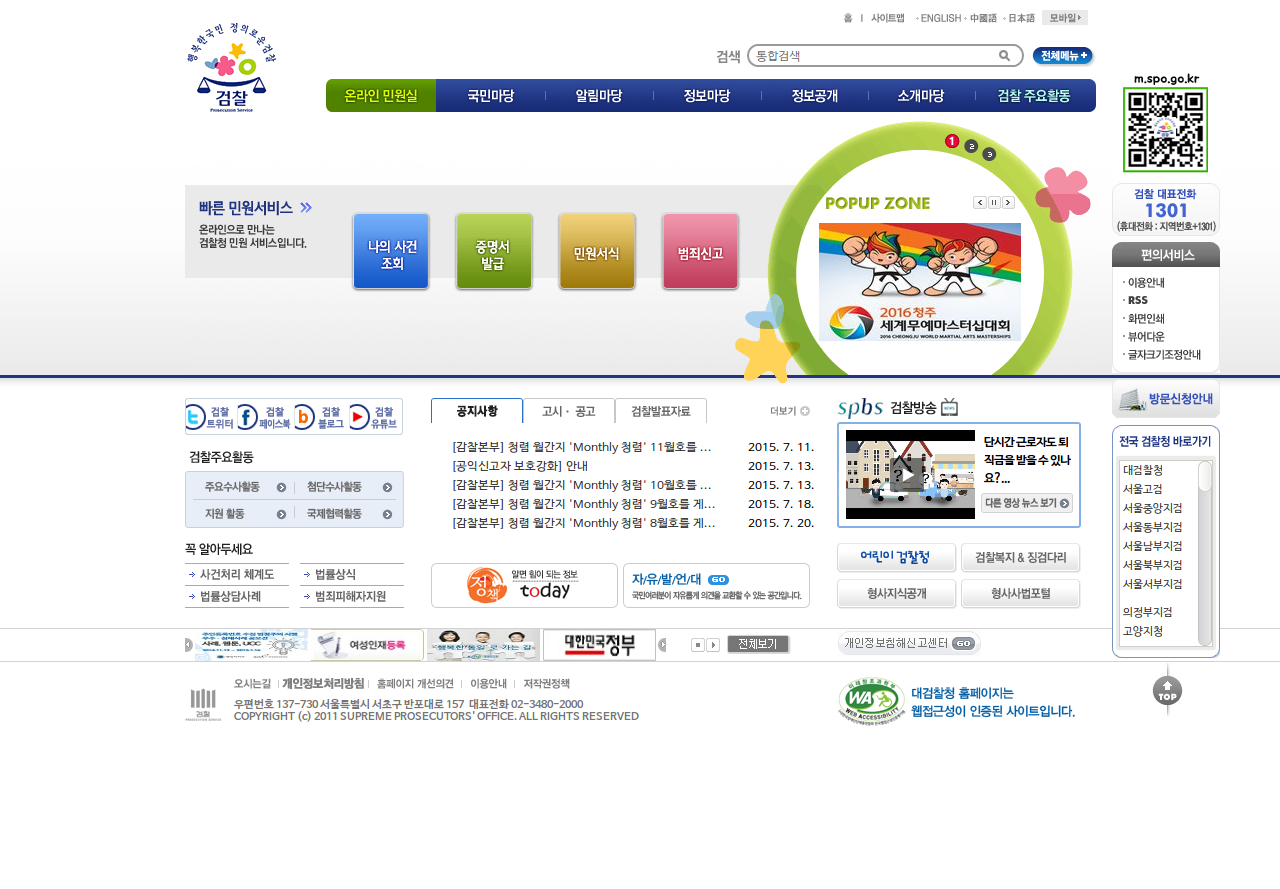 홈 | 사이트맵 · ENGLISH · 中國語 · 日本語 모바일
행복한국민 정의로운검찰
검찰
Prosecution Service
검색 통합검색 전체메뉴 +
온라인 민원실 국민마당 알림마당 정보마당 정보공개 소개마당 검찰 주요활동
m.spo.go.kr
1 2 3
빠른 민원서비스
온라인으로 만나는
검찰청 민원 서비스입니다.
나의 사건
조회
증명서
발급
민원서식
범죄신고
POPUP ZONE
2016 청주
세계무예마스터십대회
2016 CHEONGJU WORLD MARTIAL ARTS MASTERSHIPS
검찰 대표전화
1301
(휴대전화 : 지역번호+1301)
편의서비스
· 이용안내
· RSS
· 화면인쇄
· 뷰어다운
· 글자크기조정안내
방문신청안내
전국 검찰청 바로가기
대검찰청
서울고검
서울중앙지검
서울동부지검
서울남부지검
서울북부지검
서울서부지검
의정부지검
고양지청
TOP
검찰
트위터
검찰
페이스북
검찰
블로그
검찰
유튜브
검찰주요활동
주요수사활동 첨단수사활동
지원 활동 국제협력활동
꼭 알아두세요
사건처리 체계도 법률상식
법률상담사례 범죄피해자지원
공지사항 고시 · 공고 검찰발표자료 더보기
[감찰본부] 청렴 월간지 'Monthly 청렴' 11월호를 ... 2015. 7. 11.
[공익신고자 보호강화] 안내 2015. 7. 13.
[감찰본부] 청렴 월간지 'Monthly 청렴' 10월호를 ... 2015. 7. 13.
[감찰본부] 청렴 월간지 'Monthly 청렴' 9월호를 게... 2015. 7. 18.
[감찰본부] 청렴 월간지 'Monthly 청렴' 8월호를 게... 2015. 7. 20.
정책
알면 힘이 되는 정보
today
자/유/발/언/대 GO
국민여러분이 자유롭게 의견을 교환할 수 있는 공간입니다.
spbs 검찰방송
단시간 근로자도 퇴
직금을 받을 수 있나
요?...
다른 영상 뉴스 보기
어린이 검찰청 검찰복지 & 징검다리
형사지식공개 형사사법포털
사례, 웹툰, UCC
여성인재등록
행복한 통일로 가는 길
대한민국정부
전체보기
개인정보침해신고센터 GO
오시는길 | 개인정보처리방침 | 홈페이지 개선의견 | 이용안내 | 저작권정책
검찰
우편번호 137-730 서울특별시 서초구 반포대로 157 대표전화 02-3480-2000
COPYRIGHT (c) 2011 SUPREME PROSECUTORS' OFFICE. ALL RIGHTS RESERVED
WA
WEB ACCESSIBILITY
대검찰청 홈페이지는
웹접근성이 인증된 사이트입니다.